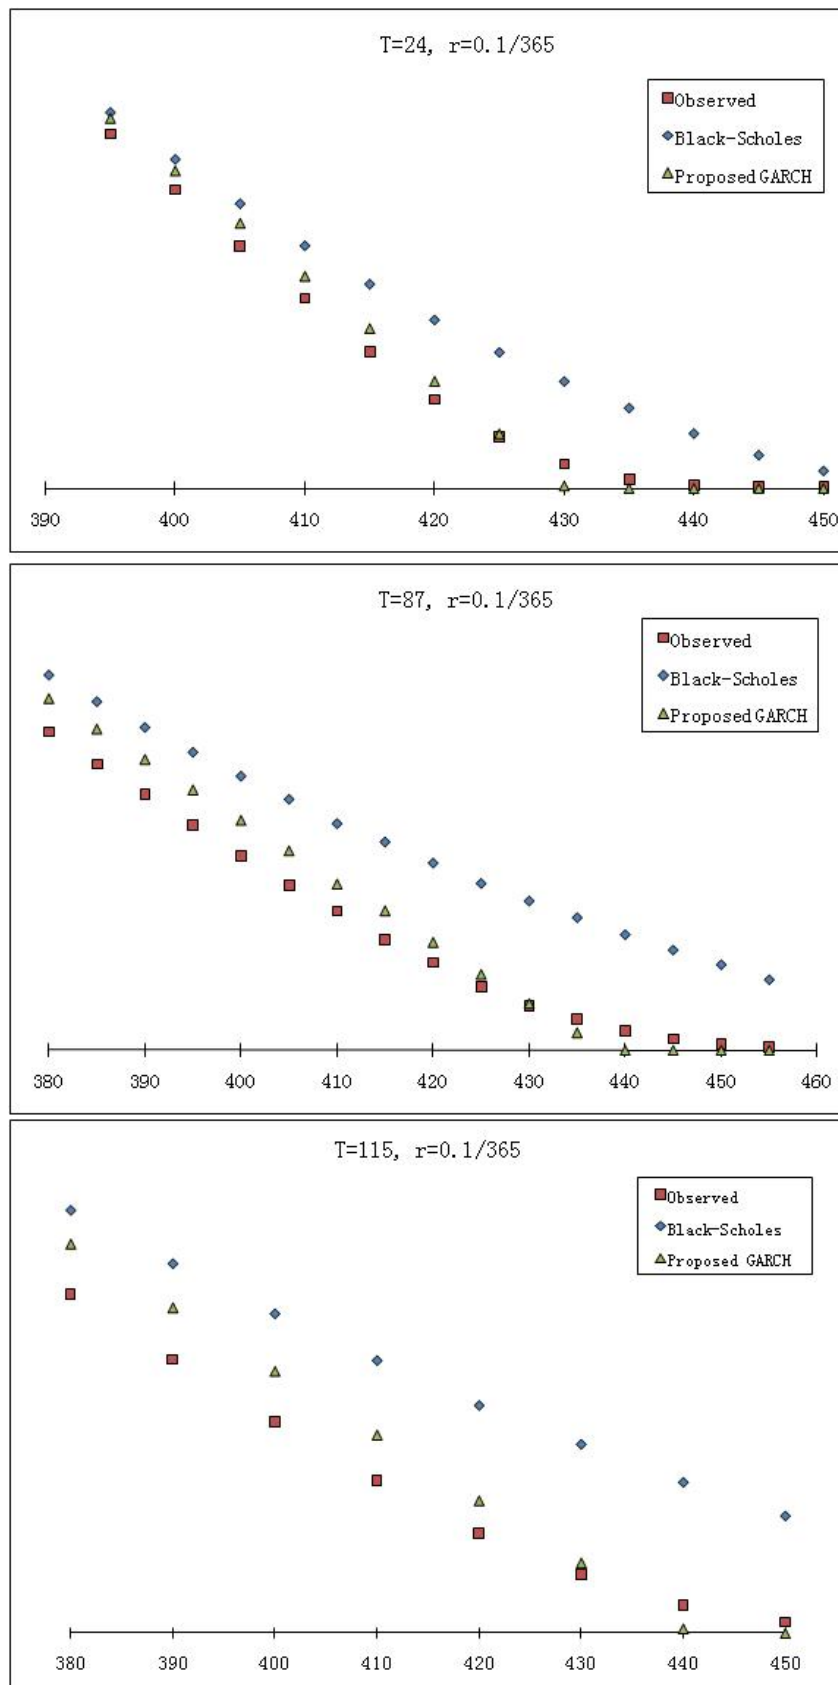 T=24, r=0.1/365
Observed
Black-Scholes
Proposed GARCH
390 400 410 420 430 440 450
T=87, r=0.1/365
Observed
Black-Scholes
Proposed GARCH
380 390 400 410 420 430 440 450 460
T=115, r=0.1/365
Observed
Black-Scholes
Proposed GARCH
380 390 400 410 420 430 440 450